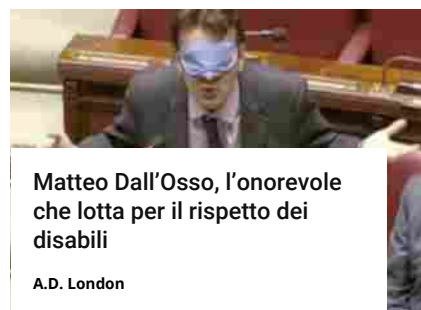 Matteo Dall’Osso, l’onorevole
che lotta per il rispetto dei
disabili
A.D. London